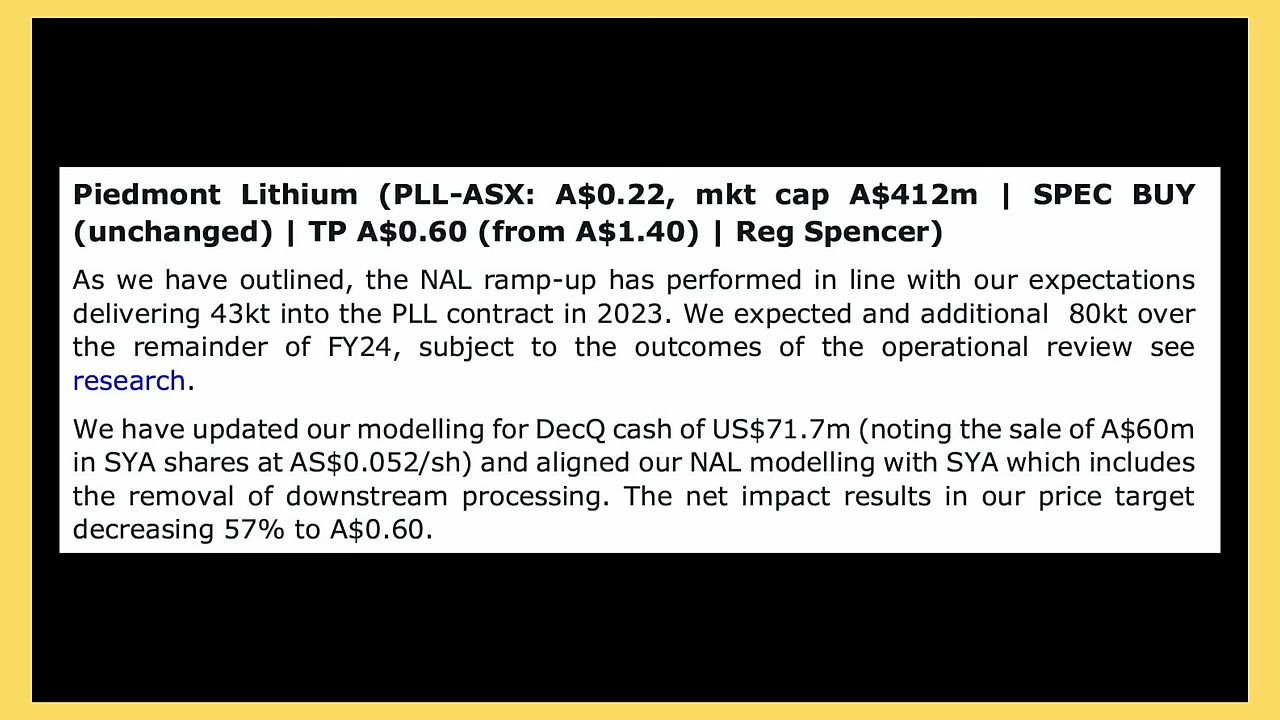 Piedmont Lithium (PLL-ASX: A$0.22, mkt cap A$412m | SPEC BUY
(unchanged) | TP A$0.60 (from A$1.40) | Reg Spencer)
As we have outlined, the NAL ramp-up has performed in line with our expectations
delivering 43kt into the PLL contract in 2023. We expected and additional 80kt over
the remainder of FY24, subject to the outcomes of the operational review see
research.
We have updated our modelling for DecQ cash of US$71.7m (noting the sale of A$60m
in SYA shares at AS$0.052/sh) and aligned our NAL modelling with SYA which includes
the removal of downstream processing. The net impact results in our price target
decreasing 57% to A$0.60.